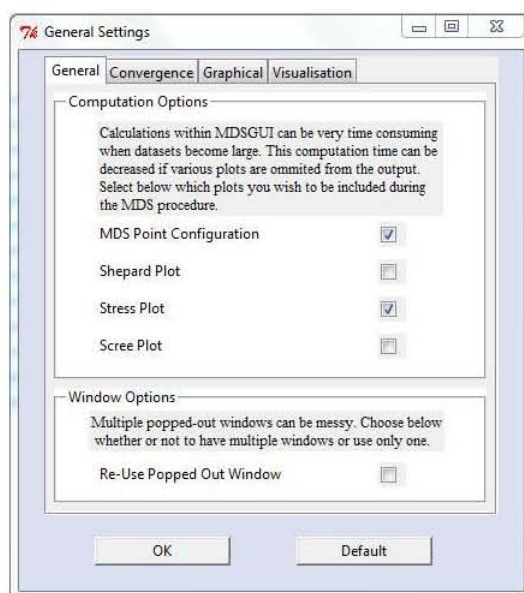 General Settings
General Convergence Graphical Visualisation
Computation Options
Calculations within MDSGUI can be very time consuming
when datasets become large. This computation time can be
decreased if various plots are ommited from the output.
Select below which plots you wish to be included during
the MDS procedure.
MDS Point Configuration
Shepard Plot
Stress Plot
Scree Plot
Window Options
Multiple popped-out windows can be messy. Choose below
whether or not to have multiple windows or use only one.
Re-Use Popped Out Window
OK Default